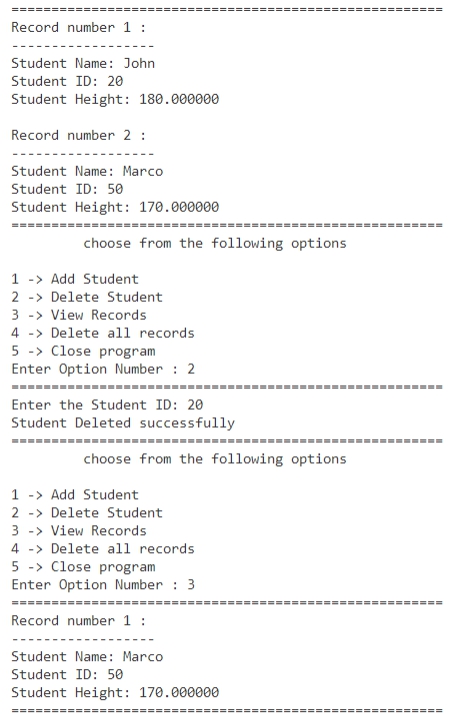 ======================================================
Record number 1 :
------------------
Student Name: John
Student ID: 20
Student Height: 180.000000
Record number 2 :
------------------
Student Name: Marco
Student ID: 50
Student Height: 170.000000
======================================================
choose from the following options
1 -> Add Student
2 -> Delete Student
3 -> View Records
4 -> Delete all records
5 -> Close program
Enter Option Number : 2
======================================================
Enter the Student ID: 20
Student Deleted successfully
======================================================
choose from the following options
1 -> Add Student
2 -> Delete Student
3 -> View Records
4 -> Delete all records
5 -> Close program
Enter Option Number : 3
======================================================
Record number 1 :
------------------
Student Name: Marco
Student ID: 50
Student Height: 170.000000
======================================================